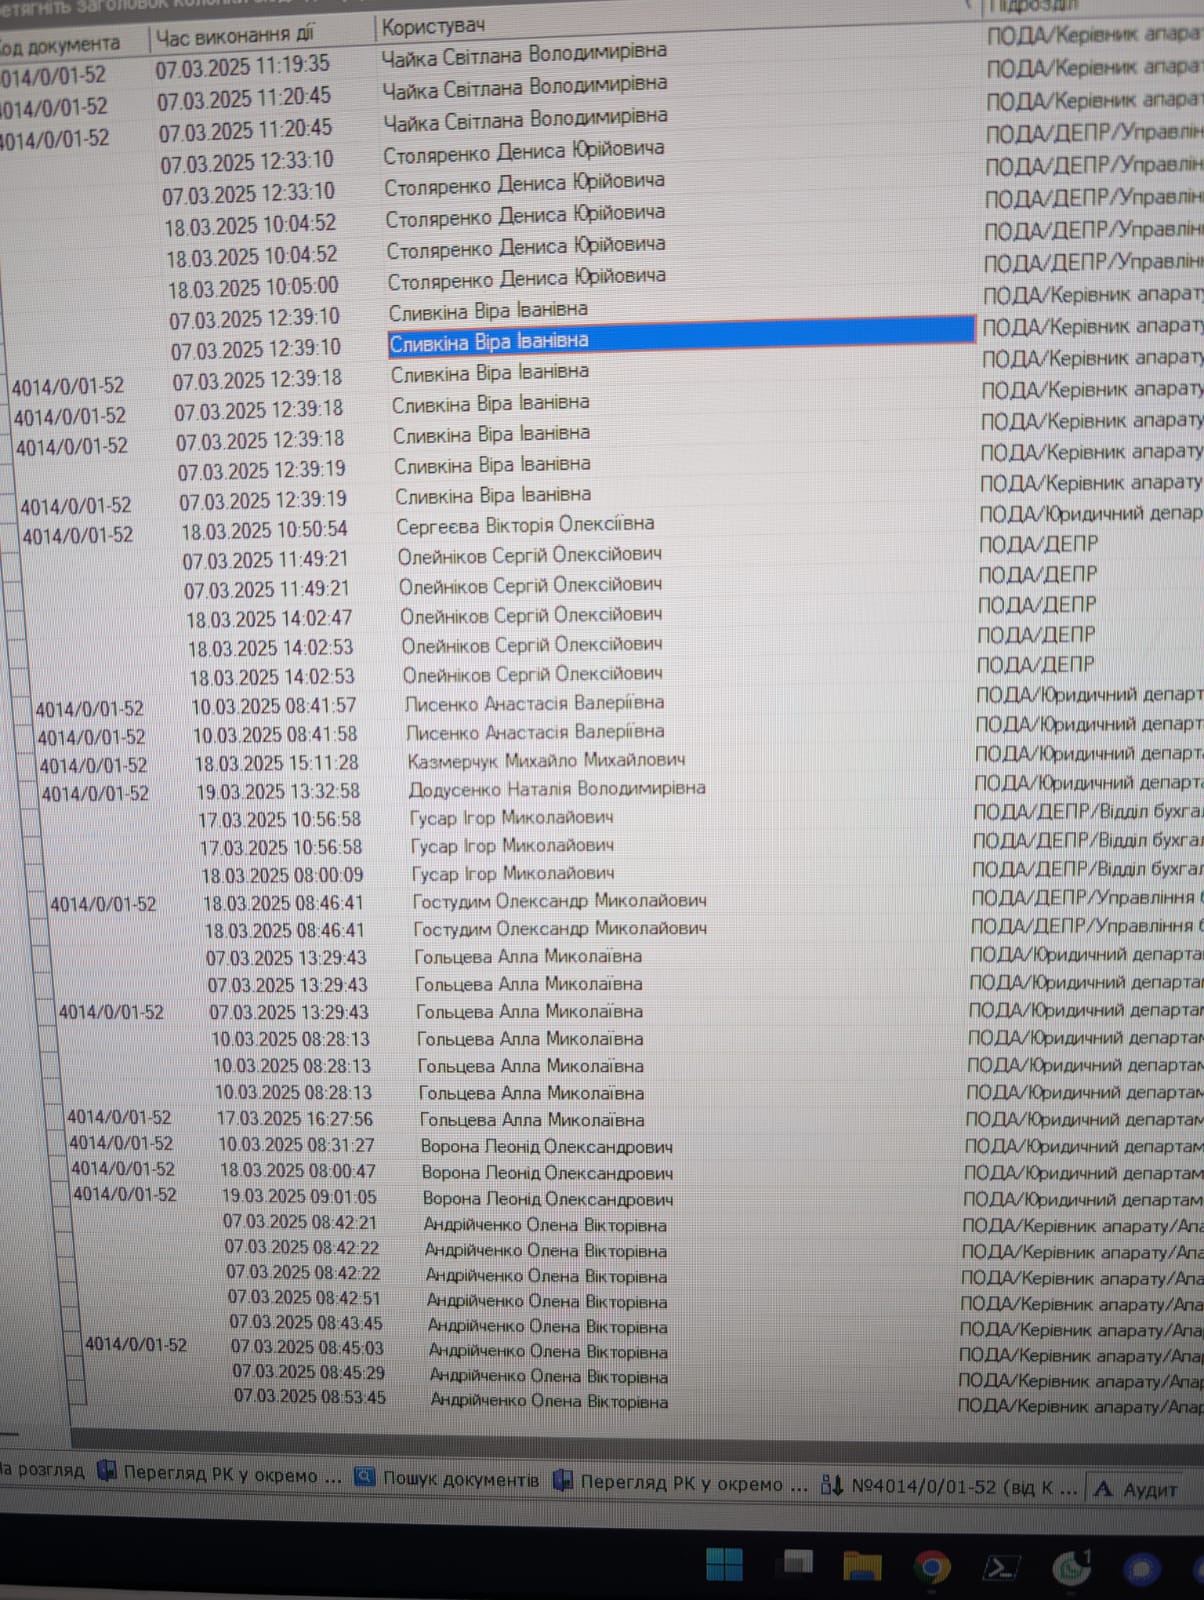 Код документа Час виконання дії Користувач Підрозділ
4014/0/01-52 07.03.2025 11:19:35 Чайка Світлана Володимирівна ПОДА/Керівник апарат
4014/0/01-52 07.03.2025 11:20:45 Чайка Світлана Володимирівна ПОДА/Керівник апарат
4014/0/01-52 07.03.2025 11:20:45 Чайка Світлана Володимирівна ПОДА/Керівник апарат
07.03.2025 12:33:10 Столяренко Дениса Юрійовича ПОДА/ДЕПР/Управлін
07.03.2025 12:33:10 Столяренко Дениса Юрійовича ПОДА/ДЕПР/Управлін
18.03.2025 10:04:52 Столяренко Дениса Юрійовича ПОДА/ДЕПР/Управлін
18.03.2025 10:04:52 Столяренко Дениса Юрійовича ПОДА/ДЕПР/Управлін
18.03.2025 10:05:00 Столяренко Дениса Юрійовича ПОДА/ДЕПР/Управлін
07.03.2025 12:39:10 Сливкіна Віра Іванівна ПОДА/Керівник апарату
07.03.2025 12:39:10 Сливкіна Віра Іванівна ПОДА/Керівник апарату
4014/0/01-52 07.03.2025 12:39:18 Сливкіна Віра Іванівна ПОДА/Керівник апарату
4014/0/01-52 07.03.2025 12:39:18 Сливкіна Віра Іванівна ПОДА/Керівник апарату
4014/0/01-52 07.03.2025 12:39:18 Сливкіна Віра Іванівна ПОДА/Керівник апарату
07.03.2025 12:39:19 Сливкіна Віра Іванівна ПОДА/Керівник апарату
4014/0/01-52 07.03.2025 12:39:19 Сливкіна Віра Іванівна ПОДА/Керівник апарату
4014/0/01-52 18.03.2025 10:50:54 Сергеєва Вікторія Олексіївна ПОДА/Юридичний депар
07.03.2025 11:49:21 Олейніков Сергій Олексійович ПОДА/ДЕПР
07.03.2025 11:49:21 Олейніков Сергій Олексійович ПОДА/ДЕПР
18.03.2025 14:02:47 Олейніков Сергій Олексійович ПОДА/ДЕПР
18.03.2025 14:02:53 Олейніков Сергій Олексійович ПОДА/ДЕПР
18.03.2025 14:02:53 Олейніков Сергій Олексійович ПОДА/ДЕПР
4014/0/01-52 10.03.2025 08:41:57 Лисенко Анастасія Валеріївна ПОДА/Юридичний департ
4014/0/01-52 10.03.2025 08:41:58 Лисенко Анастасія Валеріївна ПОДА/Юридичний департ
4014/0/01-52 18.03.2025 15:11:28 Казмерчук Михайло Михайлович ПОДА/Юридичний департ
4014/0/01-52 19.03.2025 13:32:58 Додусенко Наталія Володимирівна ПОДА/Юридичний департа
17.03.2025 10:56:58 Гусар Ігор Миколайович ПОДА/ДЕПР/Відділ бухгал
17.03.2025 10:56:58 Гусар Ігор Миколайович ПОДА/ДЕПР/Відділ бухгал
18.03.2025 08:00:09 Гусар Ігор Миколайович ПОДА/ДЕПР/Відділ бухгал
4014/0/01-52 18.03.2025 08:46:41 Гостудим Олександр Миколайович ПОДА/ДЕПР/Управління б
18.03.2025 08:46:41 Гостудим Олександр Миколайович ПОДА/ДЕПР/Управління б
07.03.2025 13:29:43 Гольцева Алла Миколаївна ПОДА/Юридичний департа
07.03.2025 13:29:43 Гольцева Алла Миколаївна ПОДА/Юридичний департа
4014/0/01-52 07.03.2025 13:29:43 Гольцева Алла Миколаївна ПОДА/Юридичний департам
10.03.2025 08:28:13 Гольцева Алла Миколаївна ПОДА/Юридичний департам
10.03.2025 08:28:13 Гольцева Алла Миколаївна ПОДА/Юридичний департам
10.03.2025 08:28:13 Гольцева Алла Миколаївна ПОДА/Юридичний департам
4014/0/01-52 17.03.2025 16:27:56 Гольцева Алла Миколаївна ПОДА/Юридичний департам
4014/0/01-52 10.03.2025 08:31:27 Ворона Леонід Олександрович ПОДА/Юридичний департам
4014/0/01-52 18.03.2025 08:00:47 Ворона Леонід Олександрович ПОДА/Юридичний департам
4014/0/01-52 19.03.2025 09:01:05 Ворона Леонід Олександрович ПОДА/Юридичний департам
07.03.2025 08:42:21 Андрійченко Олена Вікторівна ПОДА/Керівник апарату/Апа
07.03.2025 08:42:22 Андрійченко Олена Вікторівна ПОДА/Керівник апарату/Апа
07.03.2025 08:42:22 Андрійченко Олена Вікторівна ПОДА/Керівник апарату/Апа
07.03.2025 08:42:51 Андрійченко Олена Вікторівна ПОДА/Керівник апарату/Апа
07.03.2025 08:43:45 Андрійченко Олена Вікторівна ПОДА/Керівник апарату/Апар
4014/0/01-52 07.03.2025 08:45:03 Андрійченко Олена Вікторівна ПОДА/Керівник апарату/Апар
07.03.2025 08:45:29 Андрійченко Олена Вікторівна ПОДА/Керівник апарату/Апар
07.03.2025 08:53:45 Андрійченко Олена Вікторівна ПОДА/Керівник апарату/Апар
На розгляд Перегляд РК у окремо ... Пошук документів Перегляд РК у окремо ... №4014/0/01-52 (від К ... Аудит
1